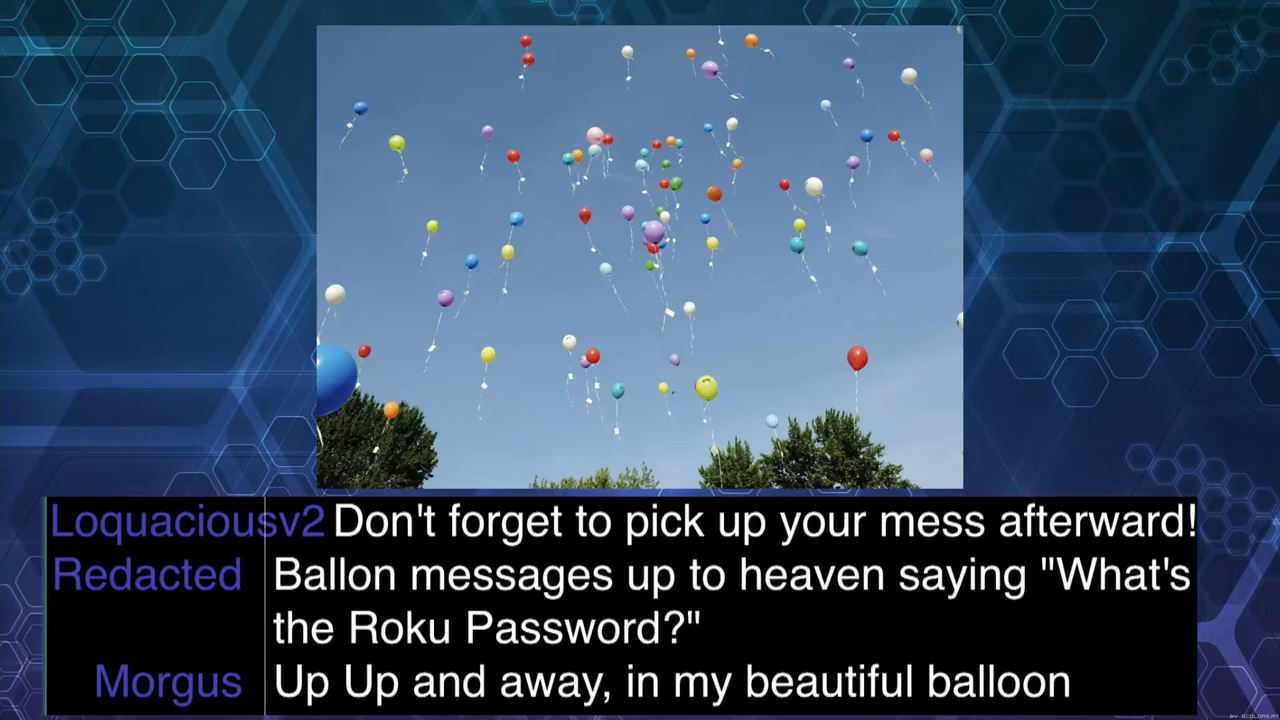 Loquaciousv2 Don't forget to pick up your mess afterward!
Redacted Ballon messages up to heaven saying "What's
the Roku Password?"
Morgus Up Up and away, in my beautiful balloon